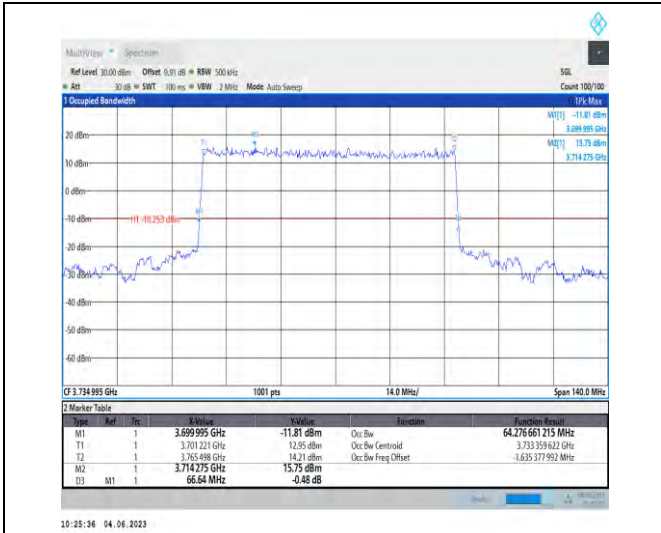 MultiView Spectrum
Ref Level 30.00 dBm Offset 9.91 dB RBW 500 kHz SGL
Att 30 dB SWT 100 ms VBW 2 MHz Mode Auto Sweep Count 100/100
1 Occupied Bandwidth 1Pk Max
M1[1] -11.81 dBm
3.699 995 GHz
20 dBm M2[1] 15.75 dBm
3.714 275 GHz
10 dBm
0 dBm
-10 dBm H1 -10.253 dBm
-20 dBm
-30 dBm
-40 dBm
-50 dBm
-60 dBm
CF 3.734 995 GHz 1001 pts 14.0 MHz/ Span 140.0 MHz
2 Marker Table
Type Ref Trc X-Value Y-Value Function Function Result
M1 1 3.699 995 GHz -11.81 dBm Occ Bw 64.276 661 215 MHz
T1 1 3.701 221 GHz 12.95 dBm Occ Bw Centroid 3.733 359 622 GHz
T2 1 3.765 498 GHz 14.21 dBm Occ Bw Freq Offset -1.635 377 992 MHz
M2 1 3.714 275 GHz 15.75 dBm
D3 M1 1 66.64 MHz -0.48 dB
10:25:36 04.06.2023